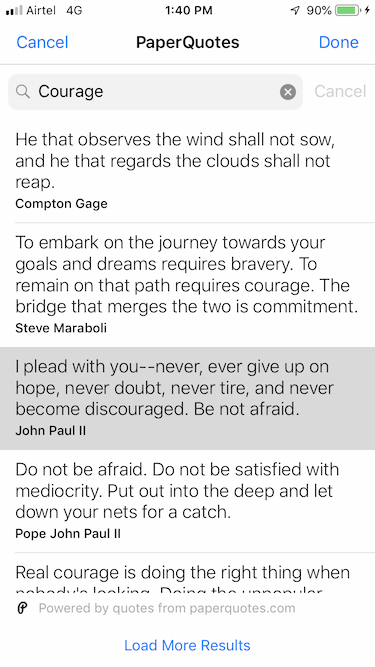 Airtel 4G 1:40 PM 90%
Cancel PaperQuotes Done
Courage Cancel
He that observes the wind shall not sow,
and he that regards the clouds shall not
reap.
Compton Gage
To embark on the journey towards your
goals and dreams requires bravery. To
remain on that path requires courage. The
bridge that merges the two is commitment.
Steve Maraboli
I plead with you--never, ever give up on
hope, never doubt, never tire, and never
become discouraged. Be not afraid.
John Paul II
Do not be afraid. Do not be satisfied with
mediocrity. Put out into the deep and let
down your nets for a catch.
Pope John Paul II
Real courage is doing the right thing when
nobody's looking. Doing the unpopular
Powered by quotes from paperquotes.com
Load More Results